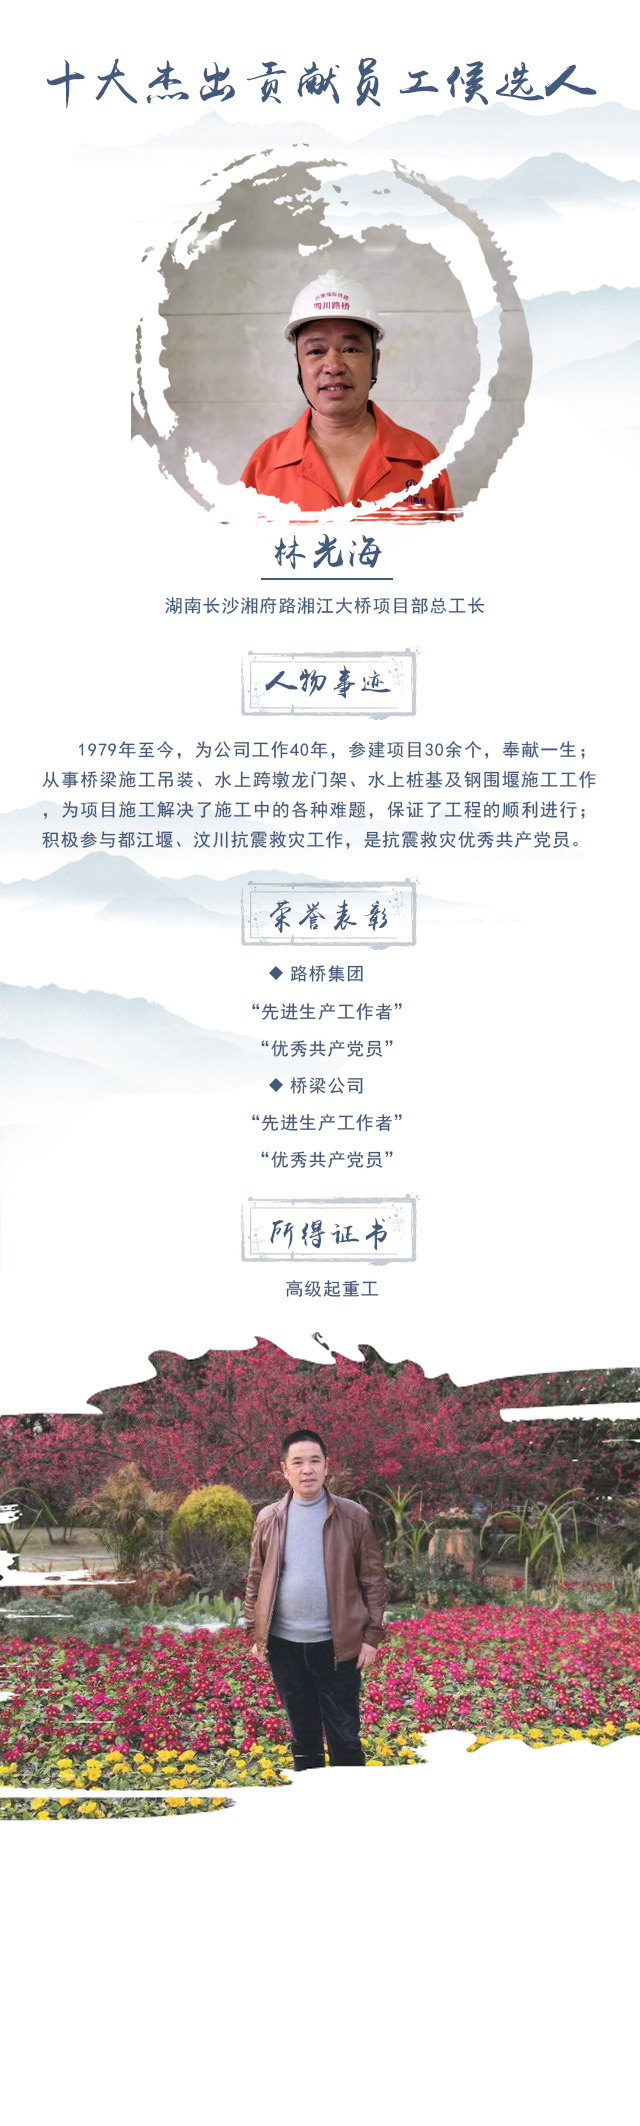 十大杰出贡献员工候选人
四川路桥
林光海
湖南长沙湘府路湘江大桥项目部总工长
人物事迹
1979年至今，为公司工作40年，参建项目30余个，奉献一生；
从事桥梁施工吊装、水上跨墩龙门架、水上桩基及钢围堰施工工作
，为项目施工解决了施工中的各种难题，保证了工程的顺利进行；
积极参与都江堰、汶川抗震救灾工作，是抗震救灾优秀共产党员。
荣誉表彰
◆ 路桥集团
“先进生产工作者”
“优秀共产党员”
◆ 桥梁公司
“先进生产工作者”
“优秀共产党员”
所得证书
高级起重工